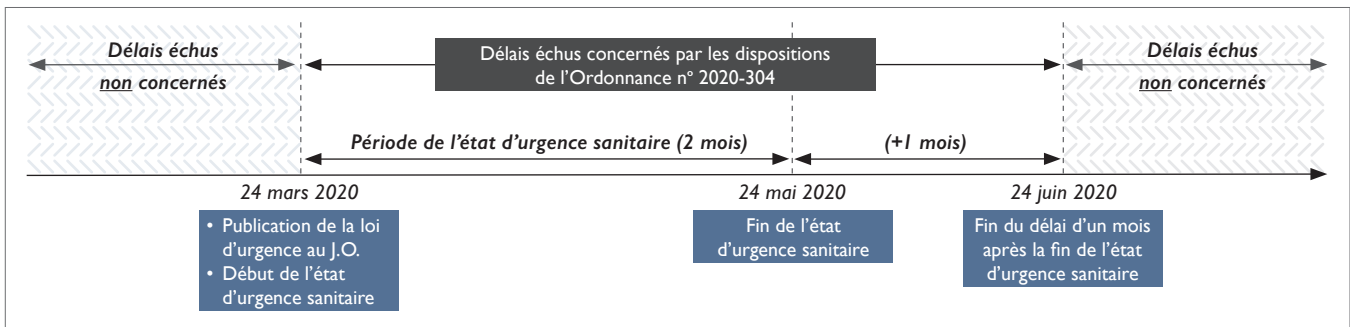 Délais échus
non concernés
Délais échus concernés par les dispositions
de l'Ordonnance n° 2020-304
Délais échus
non concernés
Période de l'état d'urgence sanitaire (2 mois)
(+1 mois)
24 mars 2020
24 mai 2020
24 juin 2020
• Publication de la loi
d'urgence au J.O.
• Début de l'état
d'urgence sanitaire
Fin de l'état
d'urgence sanitaire
Fin du délai d'un mois
après la fin de l'état
d'urgence sanitaire